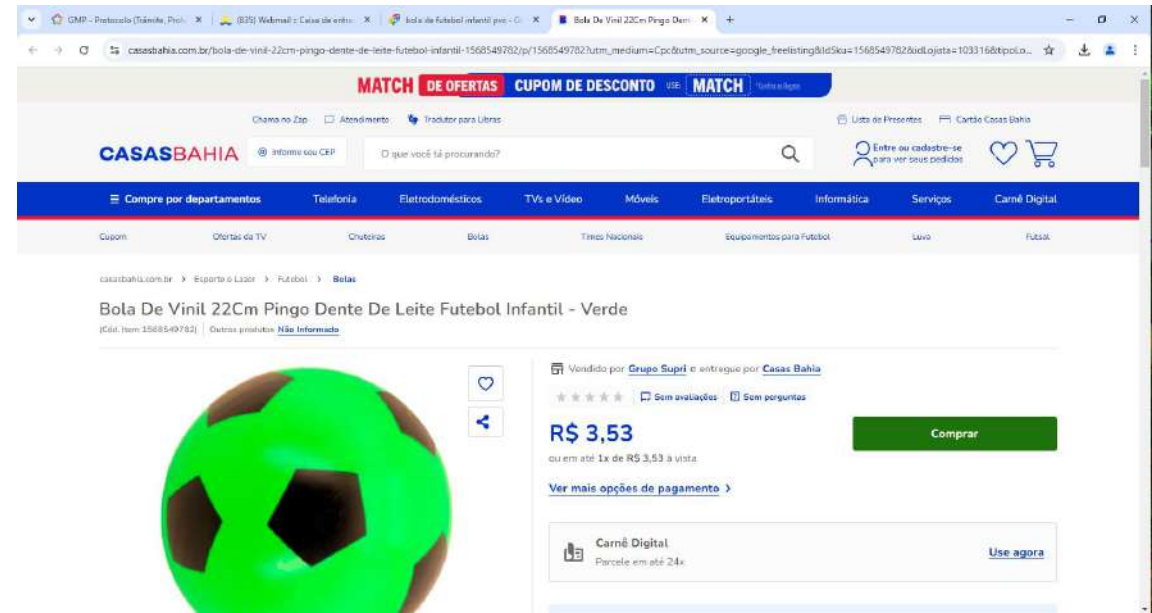 GMP - Protocolo (Trâmite, Prot.
(835) Webmail :: Caixa de entra
bola de futebol infantil pvc - G
Bola De Vinil 22Cm Pingo Den
casasbahia.com.br/bola-de-vinil-22cm-pingo-dente-de-leite-futebol-infantil-1568549782/p/1568549782?utm_medium=Cpc&utm_source=google_freelisting&IdSku=1568549782&idLojista=103316&tipoLo...
MATCH DE OFERTAS CUPOM DE DESCONTO USE MATCH
Chama no Zap Atendimento Tradutor para Libras Lista de Presentes Cartão Casas Bahia
CASASBAHIA Informe seu CEP O que você tá procurando? Entre ou cadastre-se
para ver seus pedidos
Compre por departamentos Telefonia Eletrodomésticos TVs e Vídeo Móveis Eletroportáteis Informática Serviços Carnê Digital
Cupom Ofertas da TV Chuteiras Bolas Times Nacionais Equipamentos para Futebol Luva Futsal
casasbahia.com.br > Esporte e Lazer > Futebol > Bolas
Bola De Vinil 22Cm Pingo Dente De Leite Futebol Infantil - Verde
(Cód. Item 1568549782) Outros produtos Não Informado
Vendido por Grupo Supri e entregue por Casas Bahia
Sem avaliações Sem perguntas
R$ 3,53
Comprar
ou em até 1x de R$ 3,53 à vista
Ver mais opções de pagamento >
Carnê Digital
Parcele em até 24x
Use agora